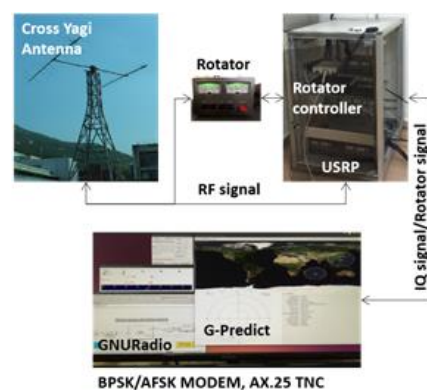 Cross Yagi
Antenna
Rotator
Rotator
controller
USRP
RF signal
IQ signal/Rotator signal
GNURadio
G-Predict
BPSK/AFSK MODEM, AX.25 TNC